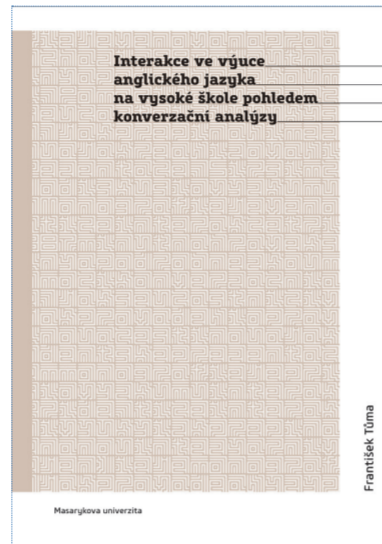 Interakce ve výuce
anglického jazyka
na vysoké škole pohledem
konverzační analýzy
František Tůma
Masarykova univerzita